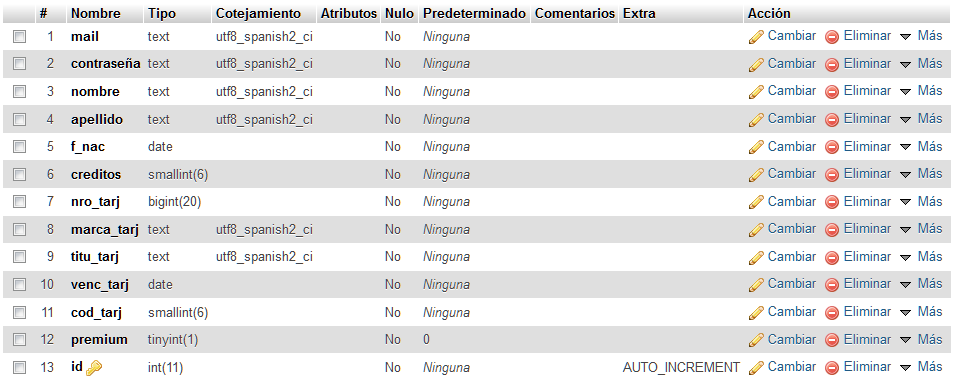 # Nombre Tipo Cotejamiento Atributos Nulo Predeterminado Comentarios Extra Acción
1 mail text utf8_spanish2_ci No Ninguna Cambiar Eliminar Más
2 contraseña text utf8_spanish2_ci No Ninguna Cambiar Eliminar Más
3 nombre text utf8_spanish2_ci No Ninguna Cambiar Eliminar Más
4 apellido text utf8_spanish2_ci No Ninguna Cambiar Eliminar Más
5 f_nac date No Ninguna Cambiar Eliminar Más
6 creditos smallint(6) No Ninguna Cambiar Eliminar Más
7 nro_tarj bigint(20) No Ninguna Cambiar Eliminar Más
8 marca_tarj text utf8_spanish2_ci No Ninguna Cambiar Eliminar Más
9 titu_tarj text utf8_spanish2_ci No Ninguna Cambiar Eliminar Más
10 venc_tarj date No Ninguna Cambiar Eliminar Más
11 cod_tarj smallint(6) No Ninguna Cambiar Eliminar Más
12 premium tinyint(1) No 0 Cambiar Eliminar Más
13 id int(11) No Ninguna AUTO_INCREMENT Cambiar Eliminar Más